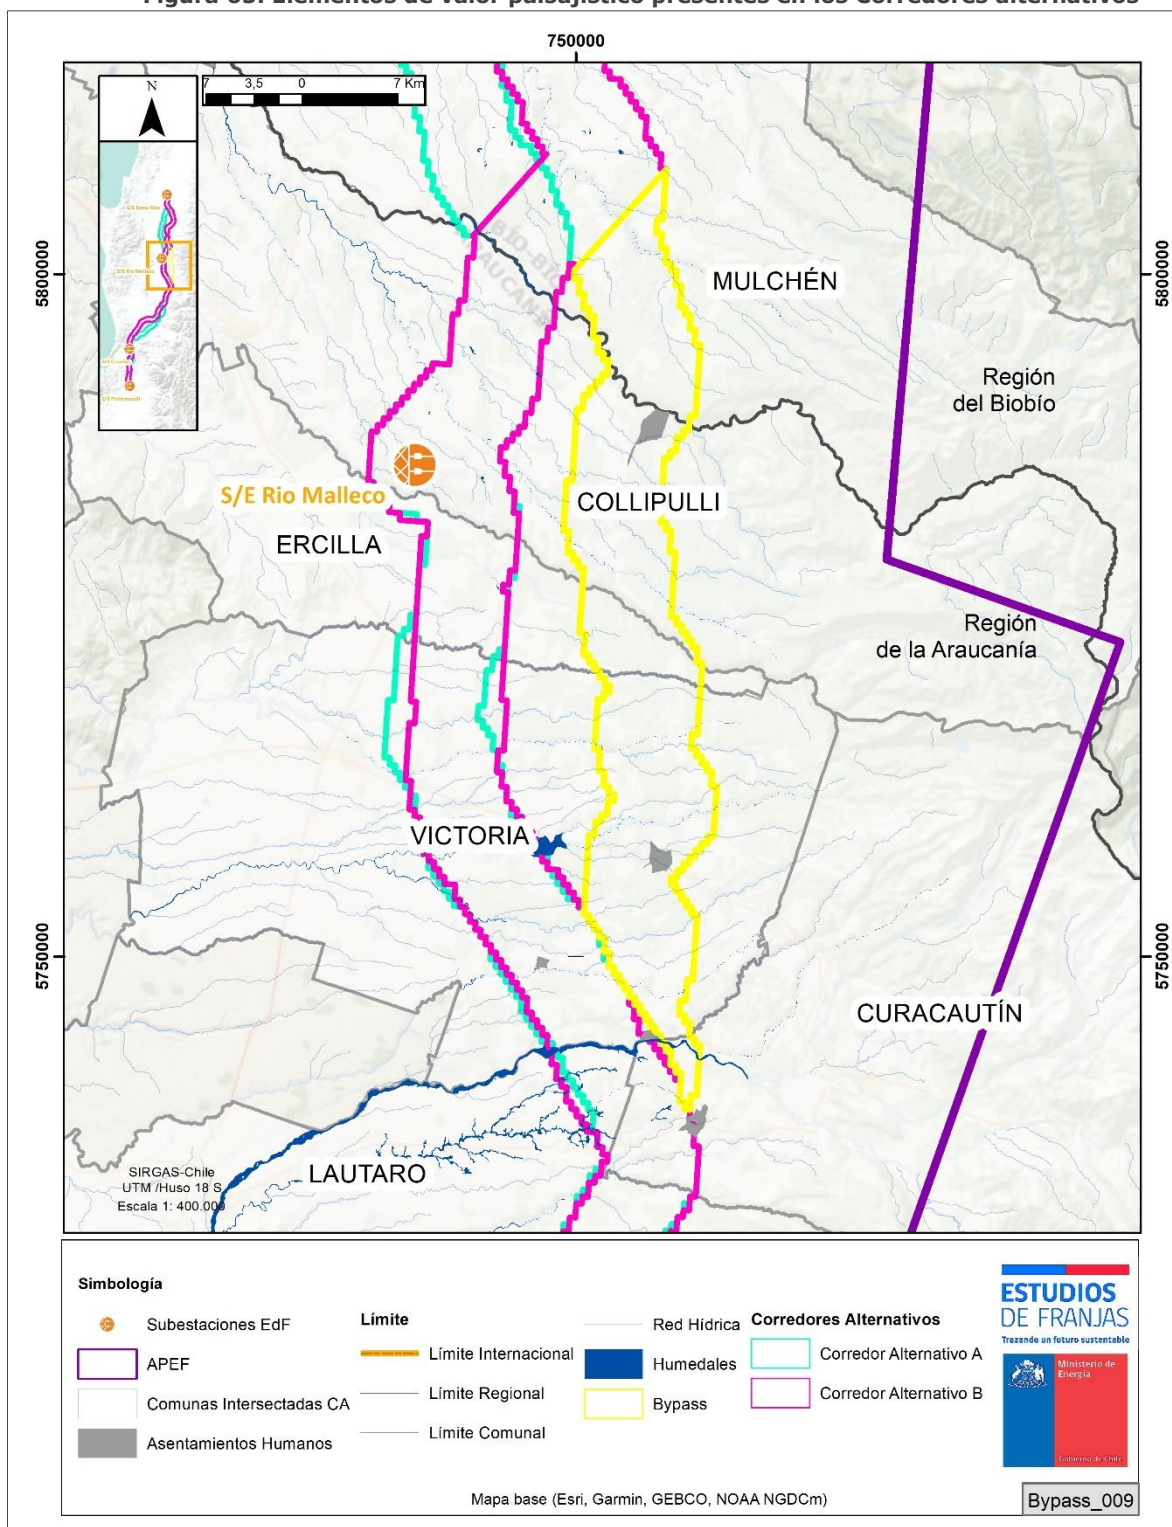 Figura 65: Elementos de valor paisajístico presentes en los Corredores alternativos
750000
N
7 3,5 0 7 Km
5800000
5800000
MULCHÉN
Región
del Biobío
S/E Rio Malleco
COLLIPULLI
ERCILLA
Región
de la Araucanía
VICTORIA
5750000
5750000
CURACAUTÍN
LAUTARO
SIRGAS-Chile
UTM /Huso 18 S
Escala 1: 400.000
Simbología
Subestaciones EdF
APEF
Comunas Intersectadas CA
Asentamientos Humanos
Límite
Límite Internacional
Límite Regional
Límite Comunal
Red Hídrica
Humedales
Bypass
Corredores Alternativos
Corredor Alternativo A
Corredor Alternativo B
ESTUDIOS
DE FRANJAS
Trazando un futuro sustentable
Ministerio de
Energía
Gobierno de Chile
Mapa base (Esri, Garmin, GEBCO, NOAA NGDCm)
Bypass_009